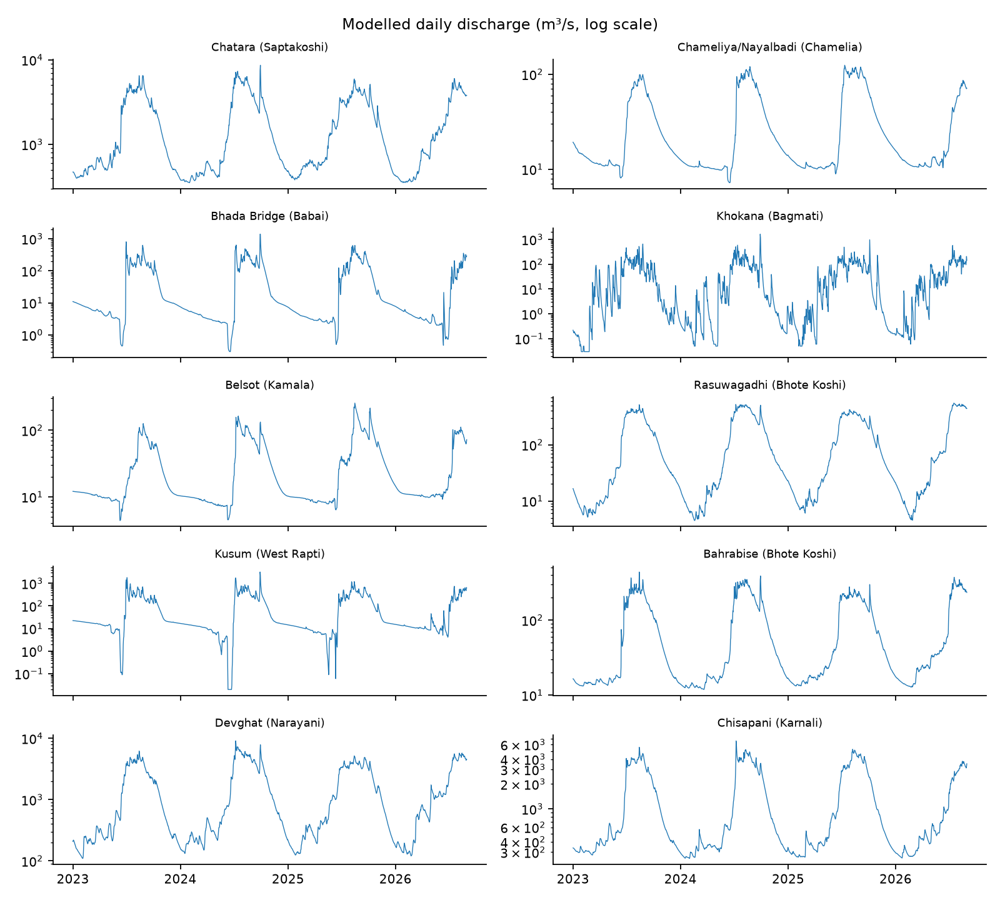 Modelled daily discharge (m³/s, log scale)
Chatara (Saptakoshi)
10⁴
10³
Chameliya/Nayalbadi (Chamelia)
10²
10¹
Bhada Bridge (Babai)
10³
10²
10¹
10⁰
Khokana (Bagmati)
10³
10²
10¹
10⁰
10⁻¹
Belsot (Kamala)
10²
10¹
Rasuwagadhi (Bhote Koshi)
10²
10¹
Kusum (West Rapti)
10³
10²
10¹
10⁰
10⁻¹
Bahrabise (Bhote Koshi)
10²
10¹
Devghat (Narayani)
10⁴
10³
10²
2023 2024 2025 2026
Chisapani (Karnali)
6 × 10³
4 × 10³
3 × 10³
2 × 10³
10³
6 × 10²
4 × 10²
3 × 10²
2023 2024 2025 2026